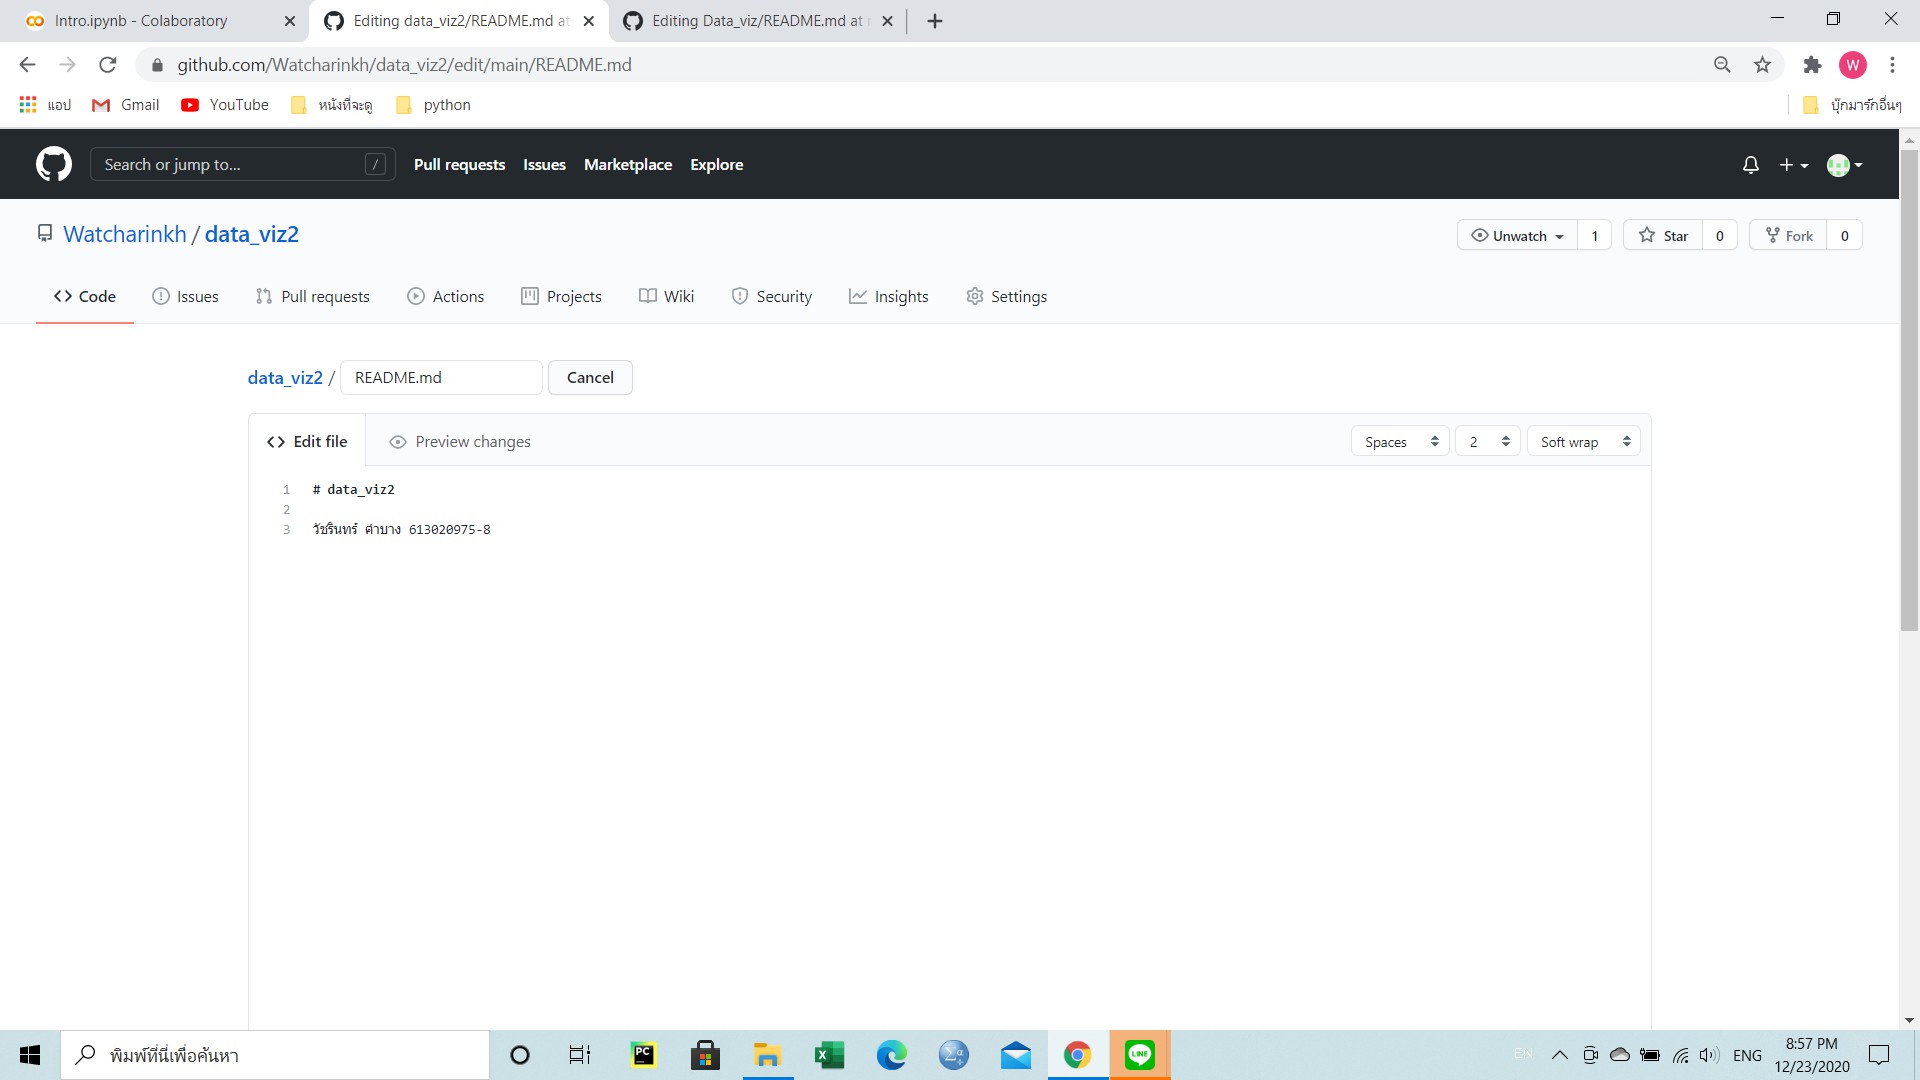 Intro.ipynb - Colaboratory
Editing data_viz2/README.md at
Editing Data_viz/README.md at
github.com/Watcharinkh/data_viz2/edit/main/README.md
W
แอป
Gmail
YouTube
หนังที่จะดู
python
บุ๊กมาร์กอื่นๆ
Search or jump to...
/
Pull requests
Issues
Marketplace
Explore
Watcharinkh / data_viz2
Unwatch 1
Star 0
Fork 0
Code
Issues
Pull requests
Actions
Projects
Wiki
Security
Insights
Settings
data_viz2 / README.md Cancel
Edit file
Preview changes
Spaces
2
Soft wrap
1 # data_viz2
2
3 วัชรินทร์ คำบาง 613020975-8
พิมพ์ที่นี่เพื่อค้นหา
PC
LINE
EN
ENG
8:57 PM
12/23/2020